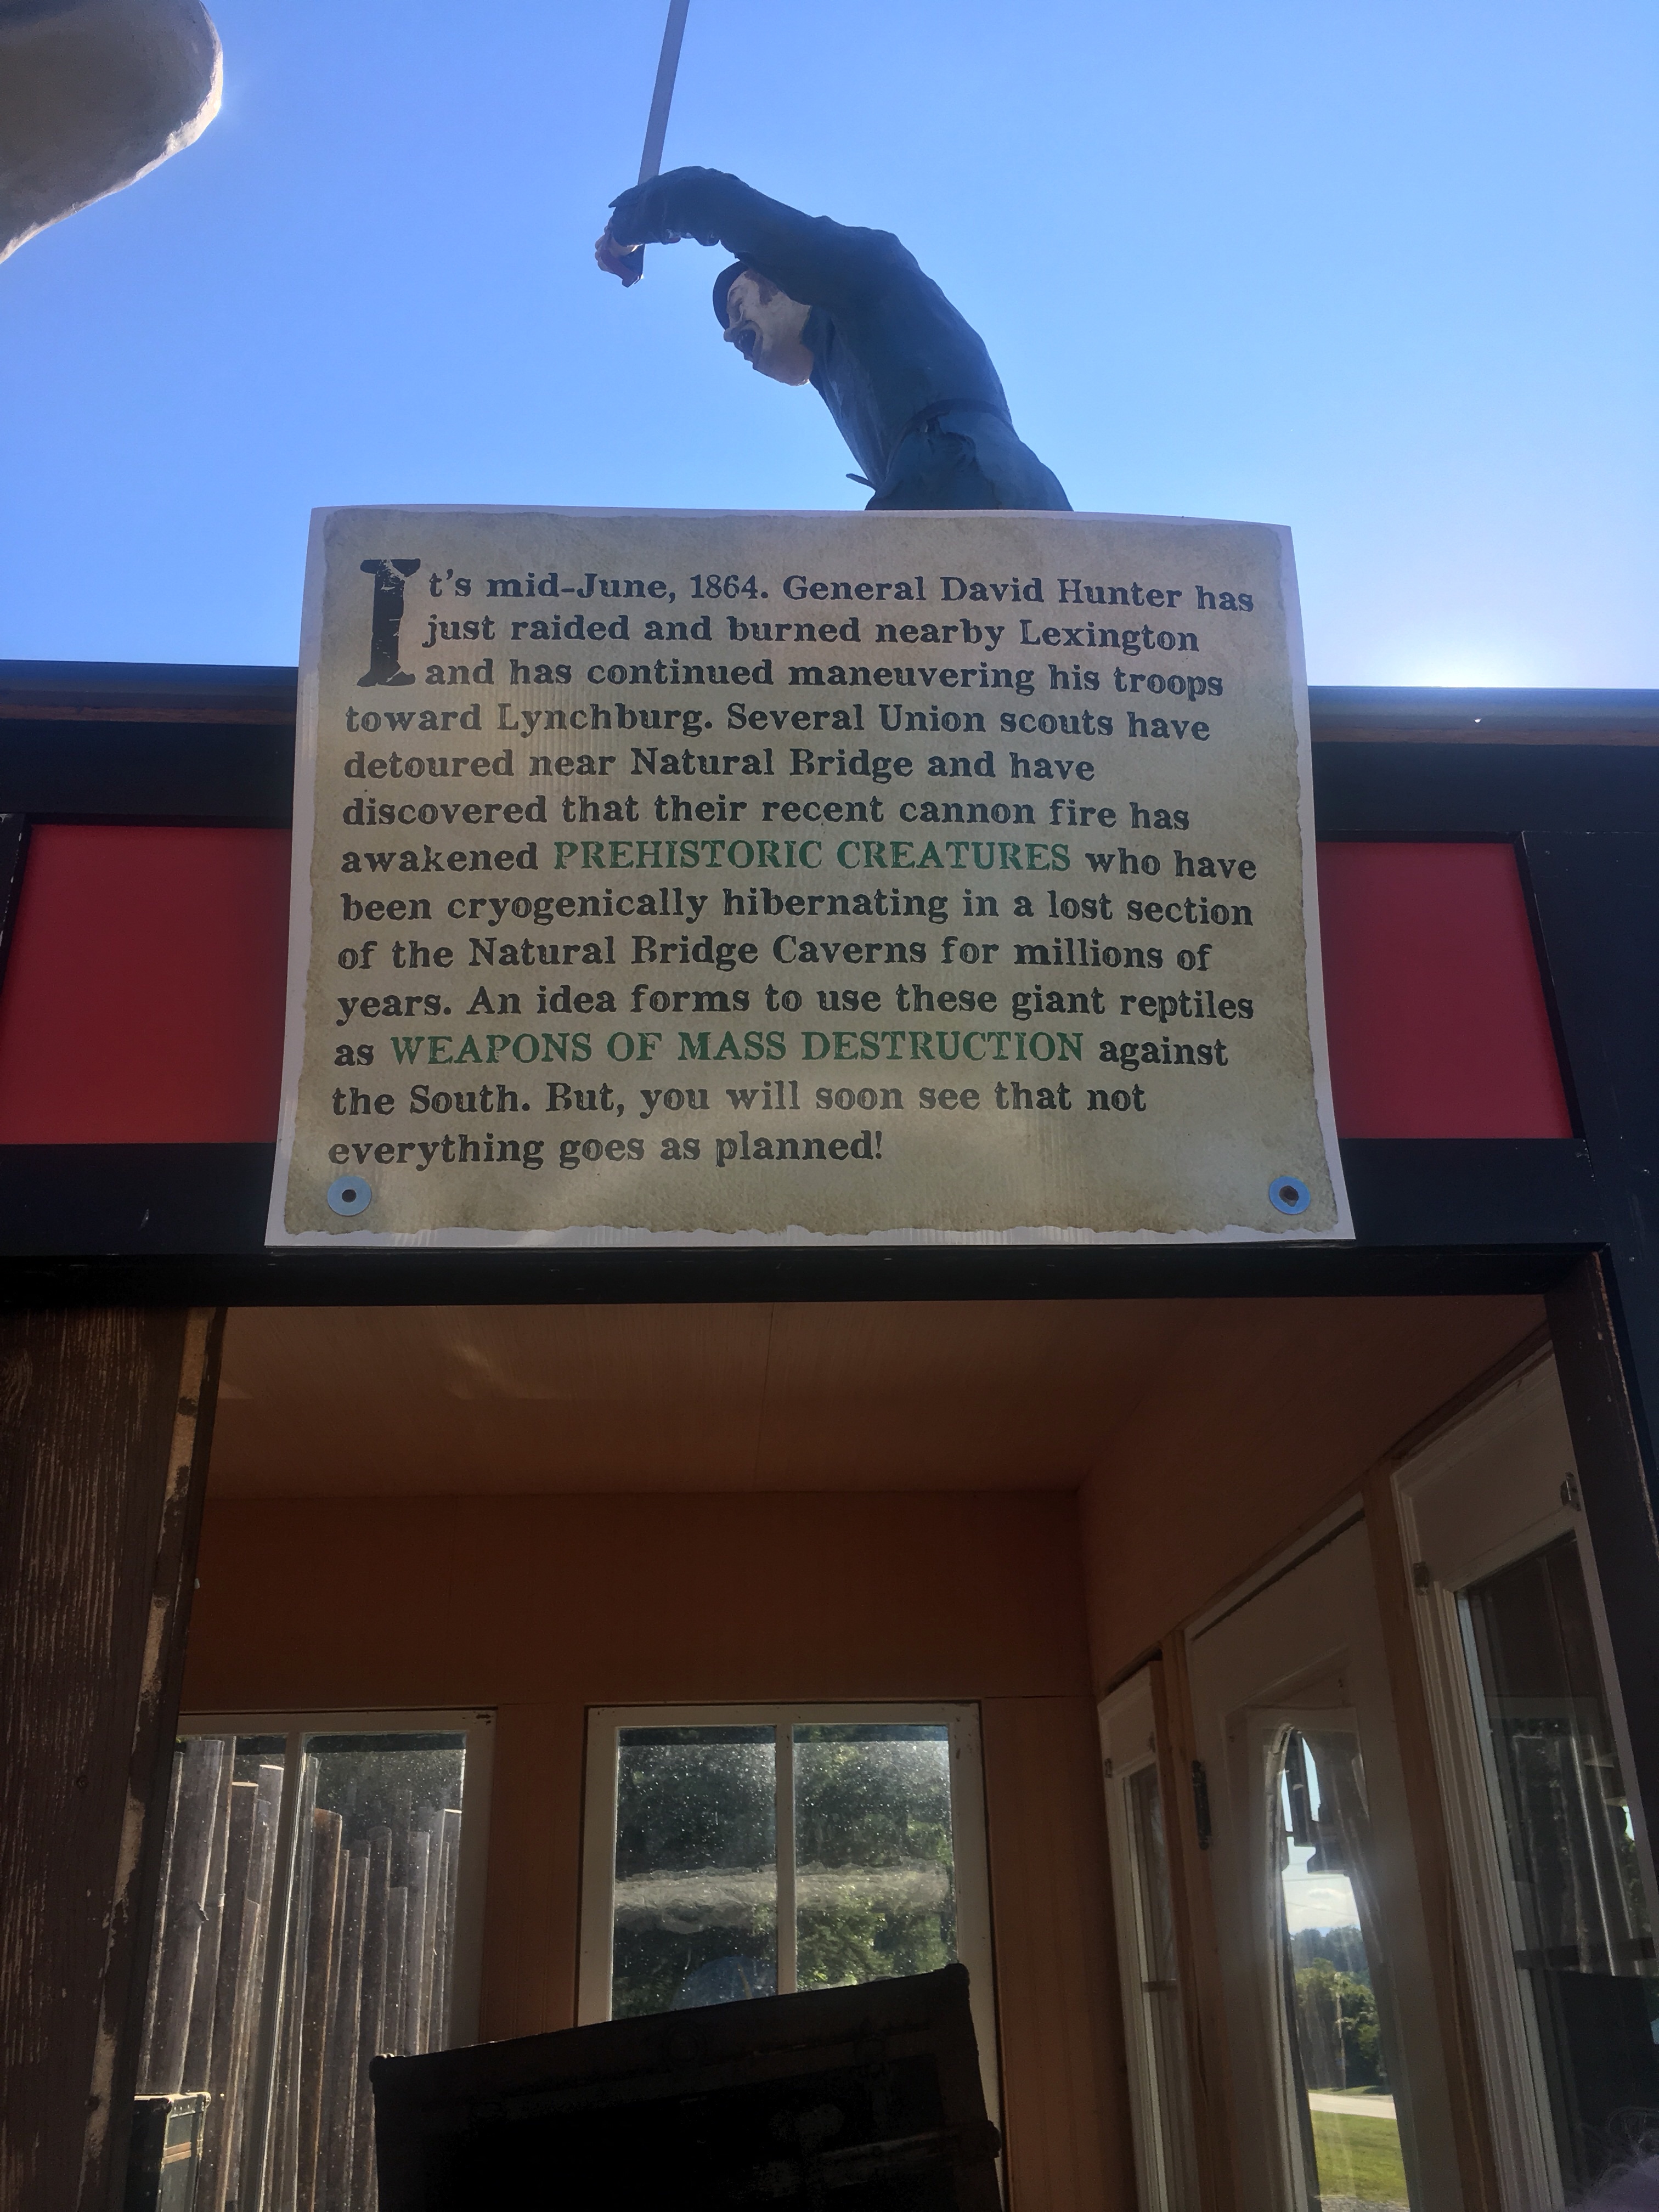 It's mid-June, 1864. General David Hunter has
just raided and burned nearby Lexington
and has continued maneuvering his troops
toward Lynchburg. Several Union scouts have
detoured near Natural Bridge and have
discovered that their recent cannon fire has
awakened PREHISTORIC CREATURES who have
been cryogenically hibernating in a lost section
of the Natural Bridge Caverns for millions of
years. An idea forms to use these giant reptiles
as WEAPONS OF MASS DESTRUCTION against
the South. But, you will soon see that not
everything goes as planned!